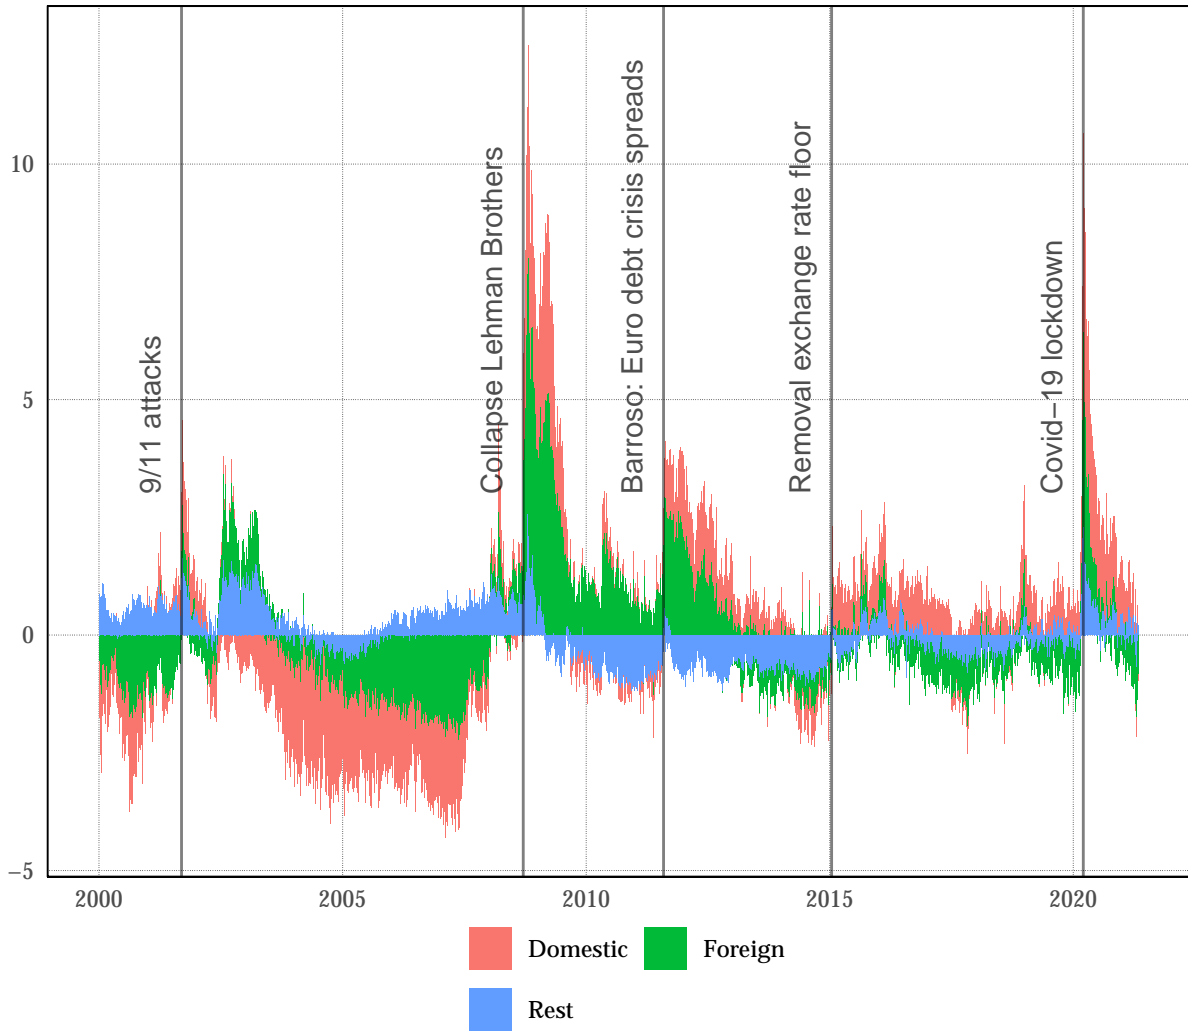 10
5
0
−5
9/11 attacks
Collapse Lehman Brothers
Barroso: Euro debt crisis spreads
Removal exchange rate floor
Covid−19 lockdown
2000
2005
2010
2015
2020
Domestic
Foreign
Rest